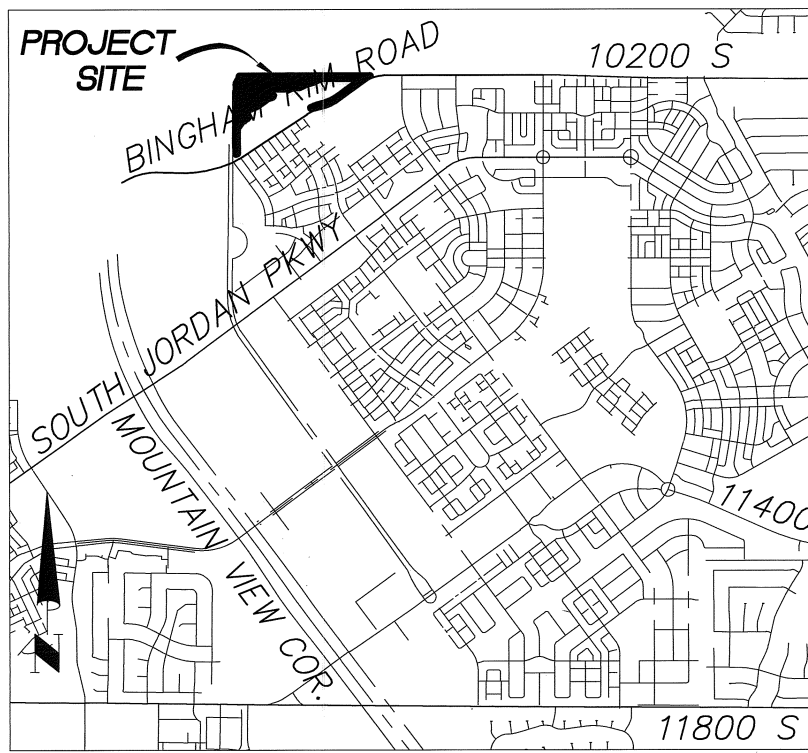 PROJECT
SITE
BINGHAM RIM ROAD
10200 S
SOUTH JORDAN PKWY
MOUNTAIN VIEW COR.
11400
11800 S
N